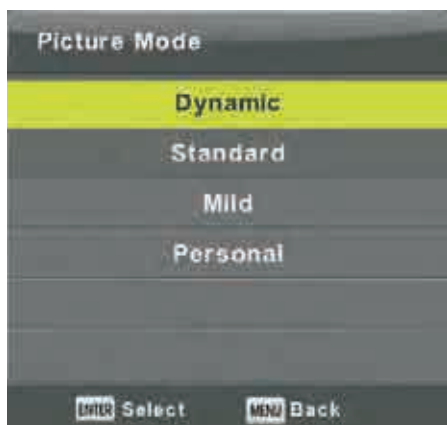 Picture Mode
Dynamic
Standard
Mild
Personal
ENTER Select MENU Back